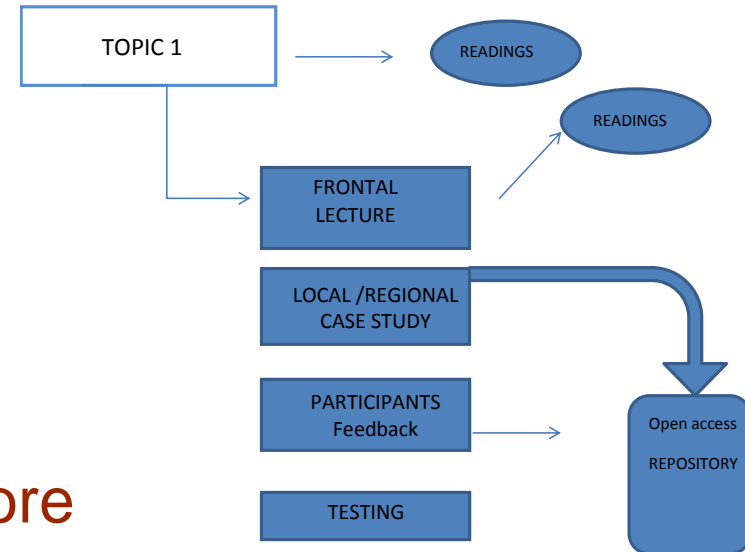 TOPIC 1
READINGS
READINGS
FRONTAL
LECTURE
LOCAL /REGIONAL
CASE STUDY
PARTICIPANTS
Feedback
Open access
REPOSITORY
TESTING
ore